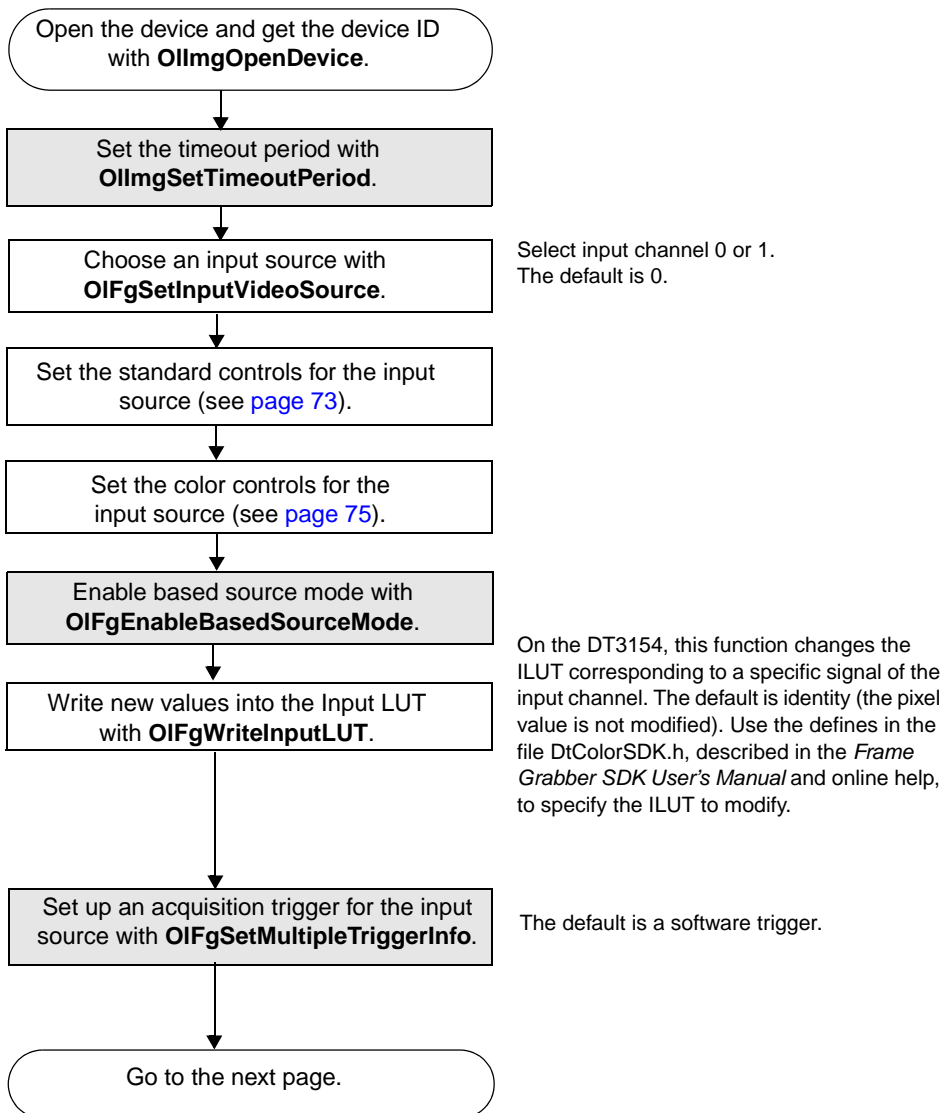 Open the device and get the device ID
with OlImgOpenDevice.
Set the timeout period with
OlImgSetTimeoutPeriod.
Choose an input source with
OlFgSetInputVideoSource.
Select input channel 0 or 1.
The default is 0.
Set the standard controls for the input
source (see page 73).
Set the color controls for the
input source (see page 75).
Enable based source mode with
OlFgEnableBasedSourceMode.
Write new values into the Input LUT
with OlFgWriteInputLUT.
On the DT3154, this function changes the
ILUT corresponding to a specific signal of the
input channel. The default is identity (the pixel
value is not modified). Use the defines in the
file DtColorSDK.h, described in the Frame
Grabber SDK User's Manual and online help,
to specify the ILUT to modify.
Set up an acquisition trigger for the input
source with OlFgSetMultipleTriggerInfo.
The default is a software trigger.
Go to the next page.